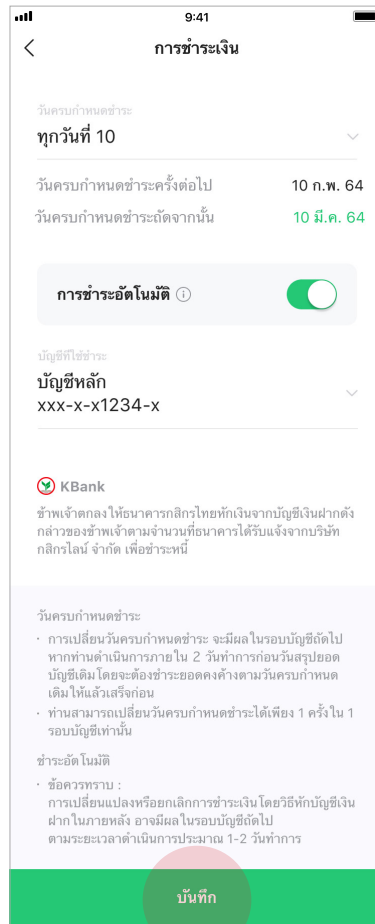 9:41
การชำระเงิน
วันครบกำหนดชำระ
ทุกวันที่ 10
วันครบกำหนดชำระครั้งต่อไป 10 ก.พ. 64
วันครบกำหนดชำระถัดจากนั้น 10 มี.ค. 64
การชำระอัตโนมัติ
บัญชีที่ใช้ชำระ
บัญชีหลัก
xxx-x-x1234-x
KBank
ข้าพเจ้าตกลงให้ธนาคารกสิกรไทยหักเงินจากบัญชีเงินฝากดัง
กล่าวของข้าพเจ้าตามจำนวนที่ธนาคารได้รับแจ้งจากบริษัท
กสิกรไลน์ จำกัด เพื่อชำระหนี้
วันครบกำหนดชำระ
· การเปลี่ยนวันครบกำหนดชำระ จะมีผลในรอบบัญชีถัดไป
หากท่านดำเนินการภายใน 2 วันทำการก่อนวันสรุปยอด
บัญชีเดิม โดยจะต้องชำระยอดคงค้างตามวันครบกำหนด
เดิม ให้แล้วเสร็จก่อน
· ท่านสามารถเปลี่ยนวันครบกำหนดชำระได้เพียง 1 ครั้งใน 1
รอบบัญชีเท่านั้น
ชำระอัตโนมัติ
· ข้อควรทราบ :
การเปลี่ยนแปลงหรือยกเลิกการชำระเงินโดยวิธีหักบัญชีเงิน
ฝากในภายหลัง อาจมีผลในรอบบัญชีถัดไป
ตามระยะเวลาดำเนินการประมาณ 1-2 วันทำการ
บันทึก